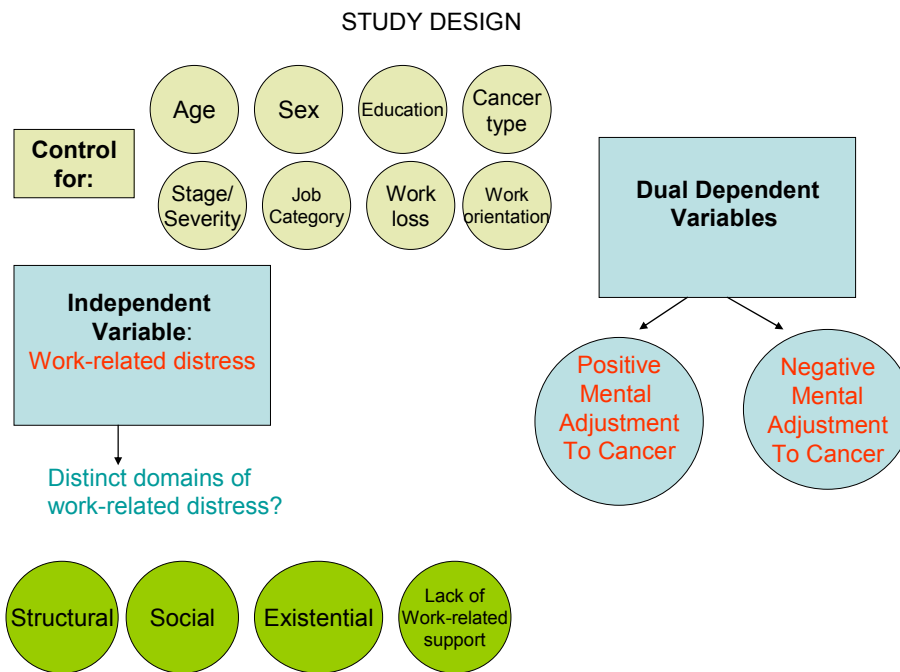 STUDY DESIGN
Control
for:
Age
Sex
Education
Cancer
type
Stage/
Severity
Job
Category
Work
loss
Work
orientation
Independent
Variable:
Work-related distress
Distinct domains of
work-related distress?
Dual Dependent
Variables
Positive
Mental
Adjustment
To Cancer
Negative
Mental
Adjustment
To Cancer
Structural
Social
Existential
Lack of
Work-related
support